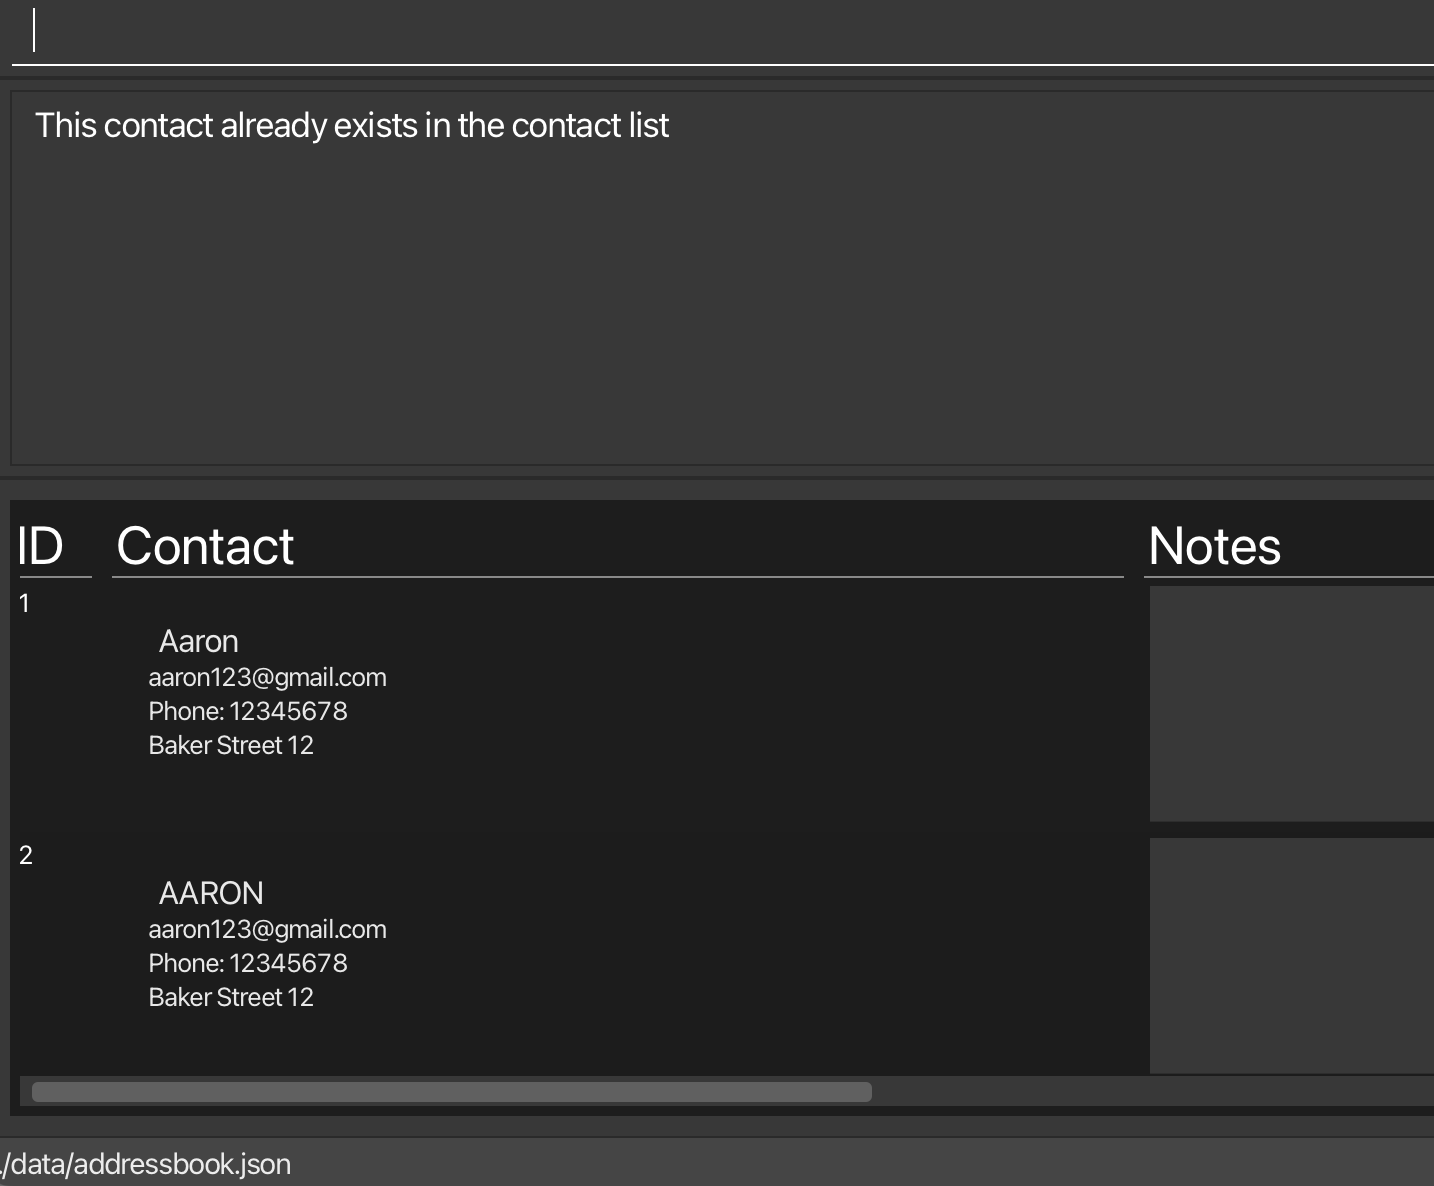 This contact already exists in the contact list
ID Contact Notes
1
Aaron
aaron123@gmail.com
Phone: 12345678
Baker Street 12
2
AARON
aaron123@gmail.com
Phone: 12345678
Baker Street 12
./data/addressbook.json